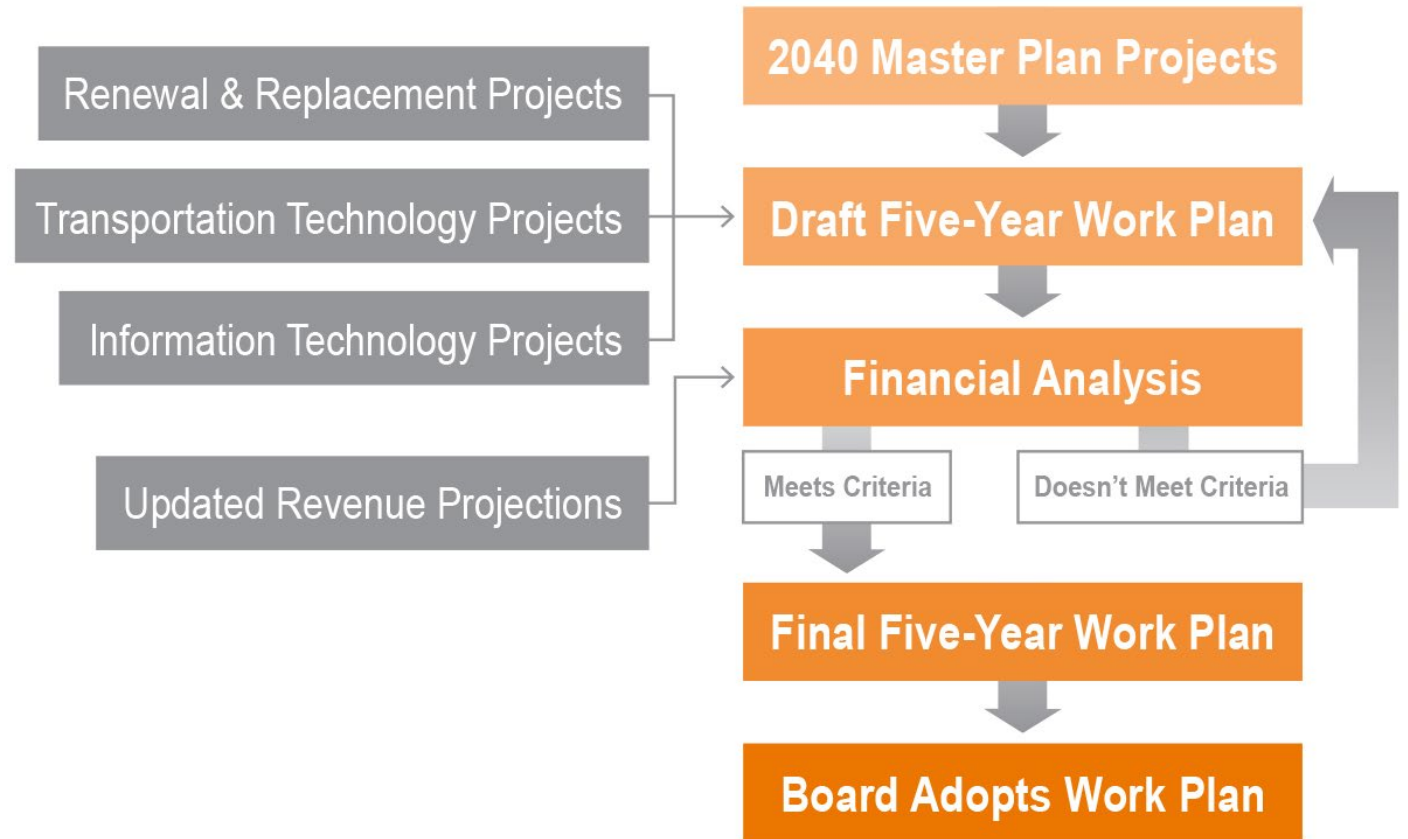 2040 Master Plan Projects
Renewal & Replacement Projects
Transportation Technology Projects
Draft Five-Year Work Plan
Information Technology Projects
Financial Analysis
Meets Criteria
Doesn’t Meet Criteria
Updated Revenue Projections
Final Five-Year Work Plan
Board Adopts Work Plan